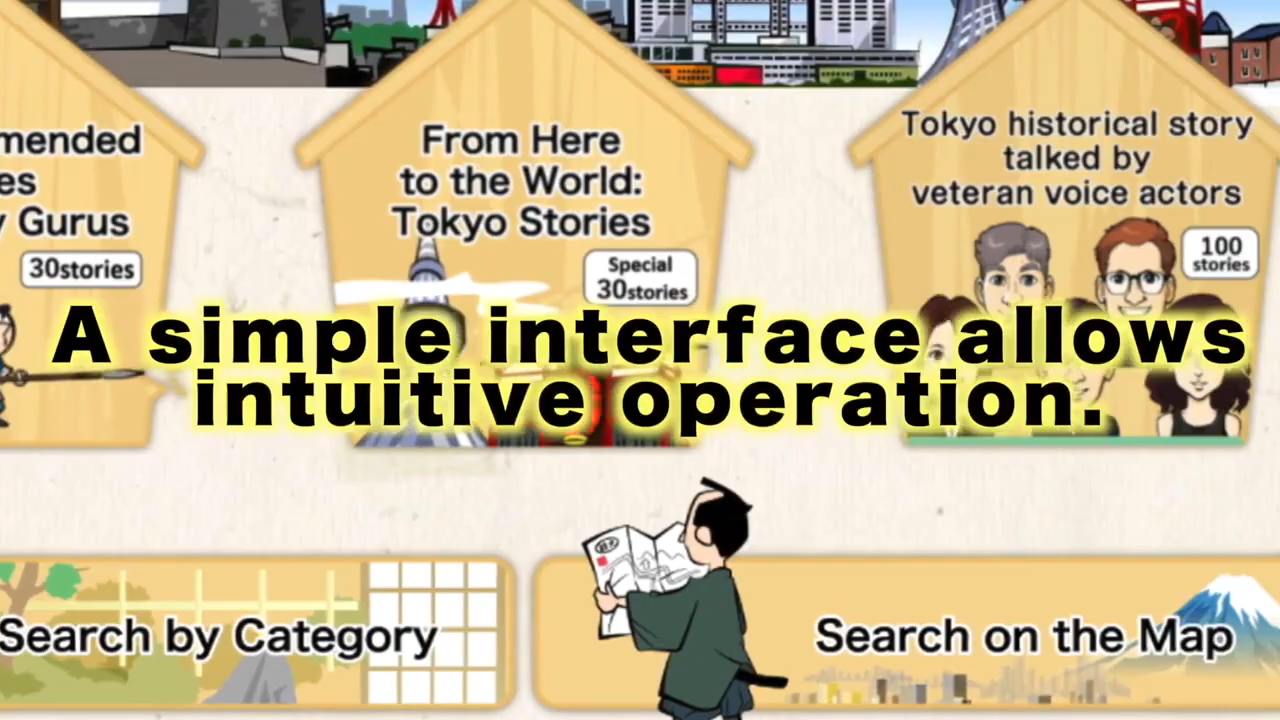 mended
es
y Gurus
30stories
From Here
to the World:
Tokyo Stories
Special
30stories
Tokyo historical story
talked by
veteran voice actors
100
stories
A simple interface allows
intuitive operation.
Search by Category
Search on the Map